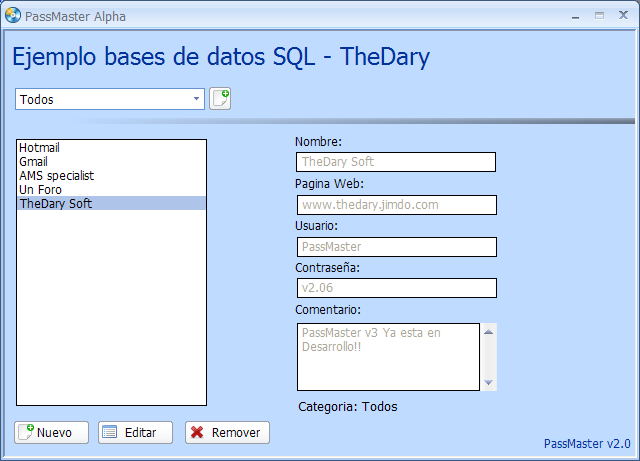 PassMaster Alpha
Ejemplo bases de datos SQL - TheDary
Todos
Hotmail
Gmail
AMS specialist
Un Foro
TheDary Soft
Nombre:
TheDary Soft
Pagina Web:
www.thedary.jimdo.com
Usuario:
PassMaster
Contraseña:
v2.06
Comentario:
PassMaster v3 Ya esta en
Desarrollo!!
Categoria: Todos
Nuevo
Editar
Remover
PassMaster v2.0